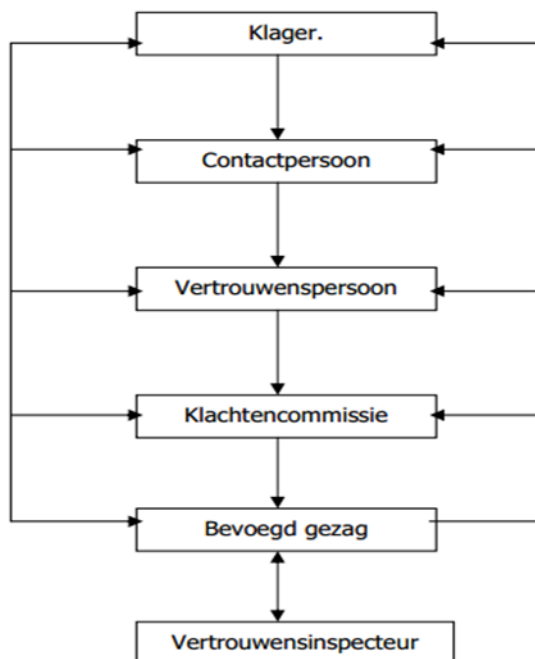 Klager.
Contactpersoon
Vertrouwenspersoon
Klachtencommissie
Bevoegd gezag
Vertrouwensinspecteur